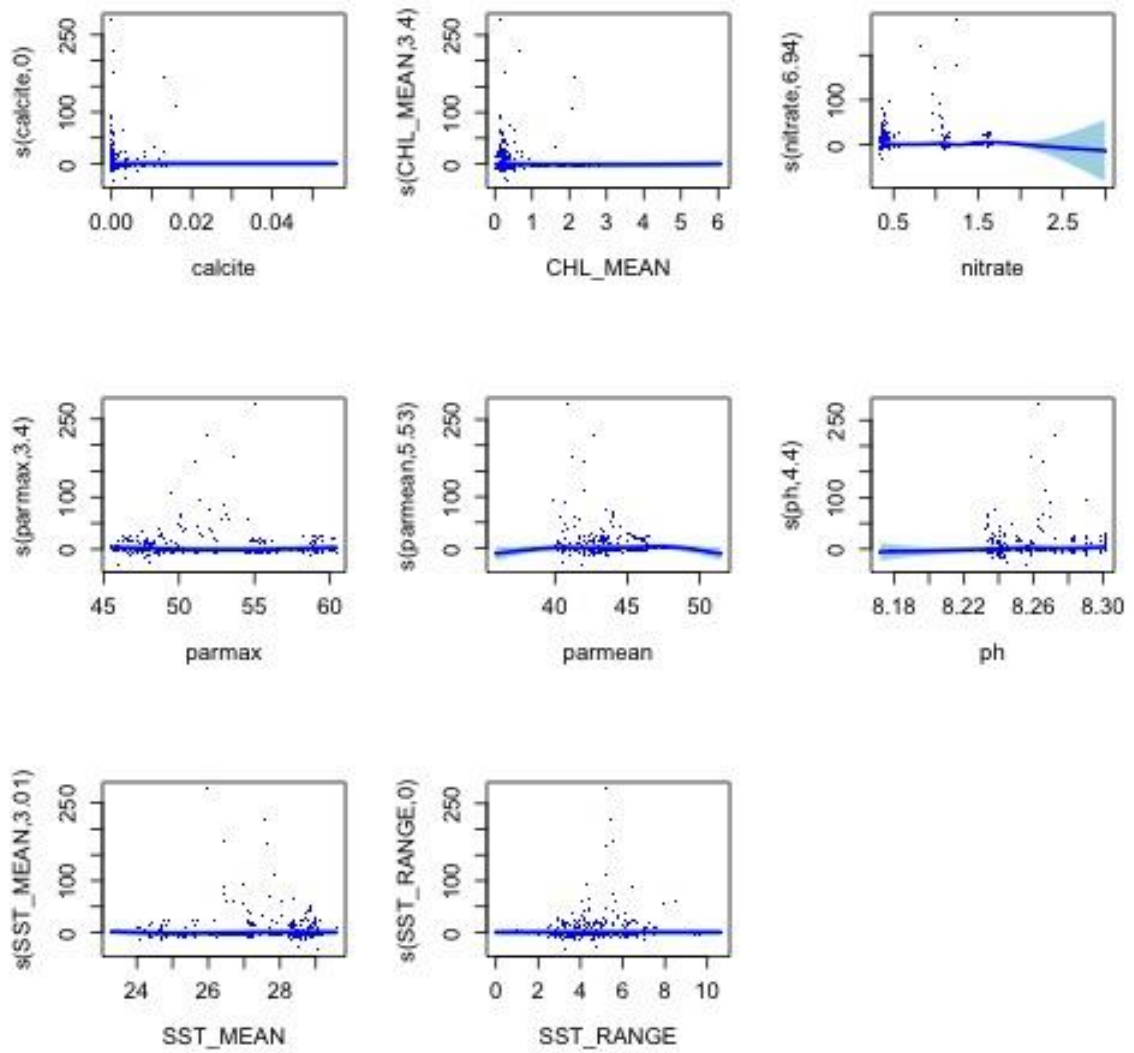 s(calcite,0)
250
100
0
0.00 0.02 0.04
calcite
s(CHL_MEAN,3.4)
250
100
0
0 1 2 3 4 5 6
CHL_MEAN
s(nitrate,6.94)
100
0
0.5 1.5 2.5
nitrate
s(parmax,3.4)
250
100
0
45 50 55 60
parmax
s(parmean,5.53)
250
100
0
40 45 50
parmean
s(ph,4.4)
250
100
0
8.18 8.22 8.26 8.30
ph
s(SST_MEAN,3.01)
250
100
0
24 26 28
SST_MEAN
s(SST_RANGE,0)
250
100
0
0 2 4 6 8 10
SST_RANGE